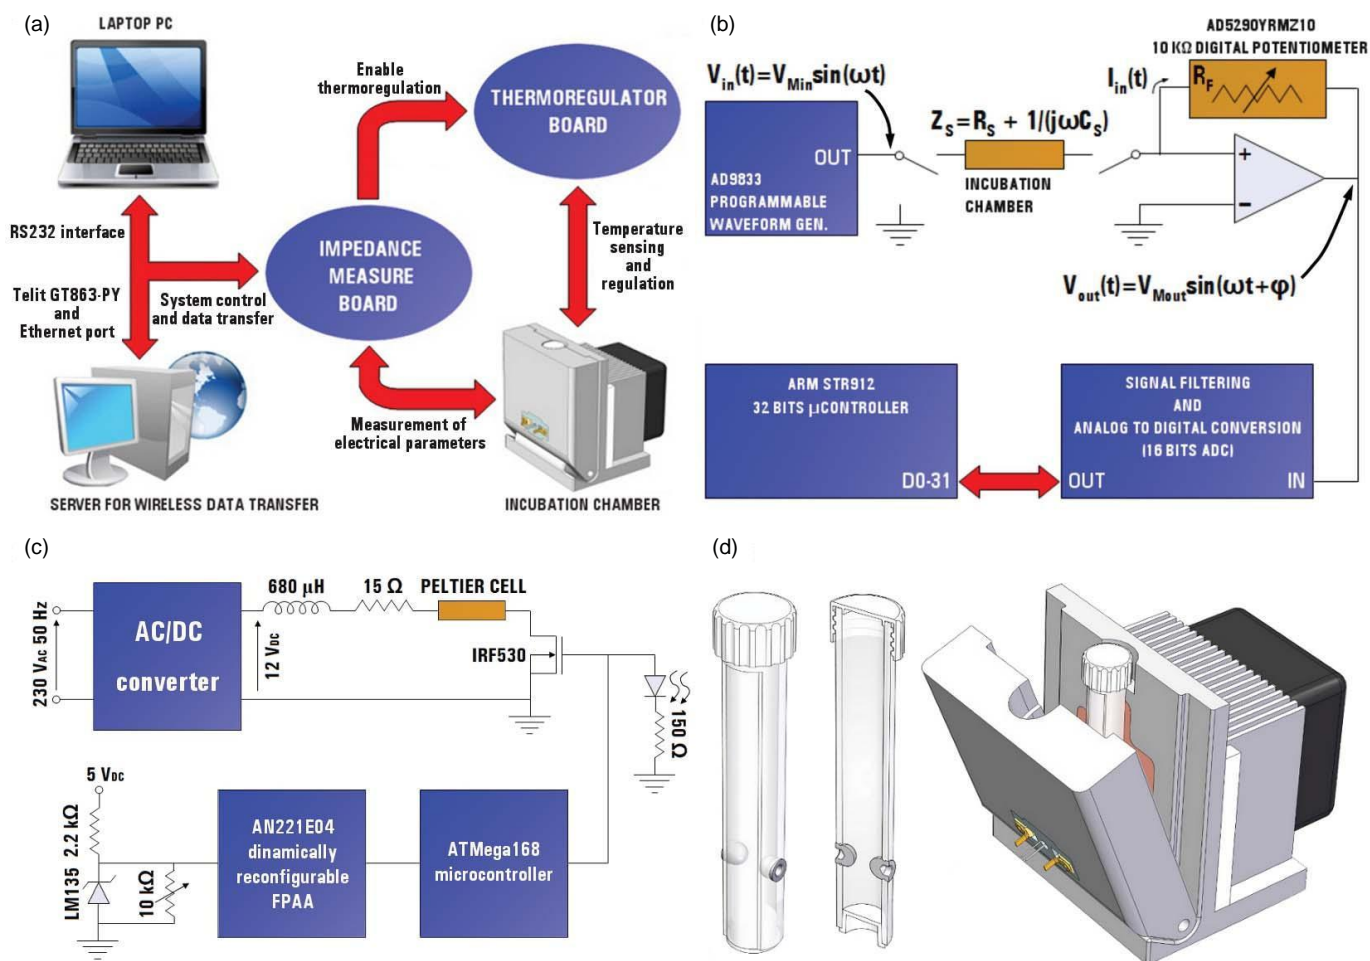 (a)
LAPTOP PC
Enable
thermoregulation
THERMOREGULATOR
BOARD
RS232 interface
IMPEDANCE
MEASURE
BOARD
Temperature
sensing
and
regulation
Telit GT863-PY
and
Ethernet port
System control
and data transfer
Measurement of
electrical parameters
SERVER FOR WIRELESS DATA TRANSFER
INCUBATION CHAMBER
(b)
AD5290YRMZ10
10 KΩ DIGITAL POTENTIOMETER
Vin(t)=VMinsin(ωt)
Iin(t)
RF
ZS=RS + 1/(jωCS)
OUT
AD9833
PROGRAMMABLE
WAVEFORM GEN.
INCUBATION
CHAMBER
+
−
Vout(t)=VMoutsin(ωt+φ)
ARM STR912
32 BITS µCONTROLLER
D0-31
SIGNAL FILTERING
AND
ANALOG TO DIGITAL CONVERSION
(16 BITS ADC)
OUT
IN
(c)
230 VAC 50 Hz
AC/DC
converter
12 VDC
680 µH
15 Ω
PELTIER CELL
IRF530
150 Ω
5 VDC
2.2 kΩ
LM135
10 kΩ
AN221E04
dinamically
reconfigurable
FPAA
ATMega168
microcontroller
(d)